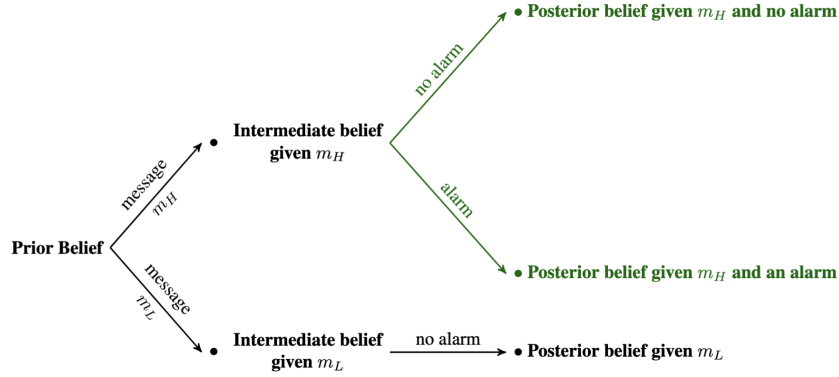 Posterior belief given m_H and no alarm
no alarm
Intermediate belief
given m_H
message
m_H
alarm
Prior Belief
Posterior belief given m_H and an alarm
message
m_L
Intermediate belief
given m_L
no alarm
Posterior belief given m_L